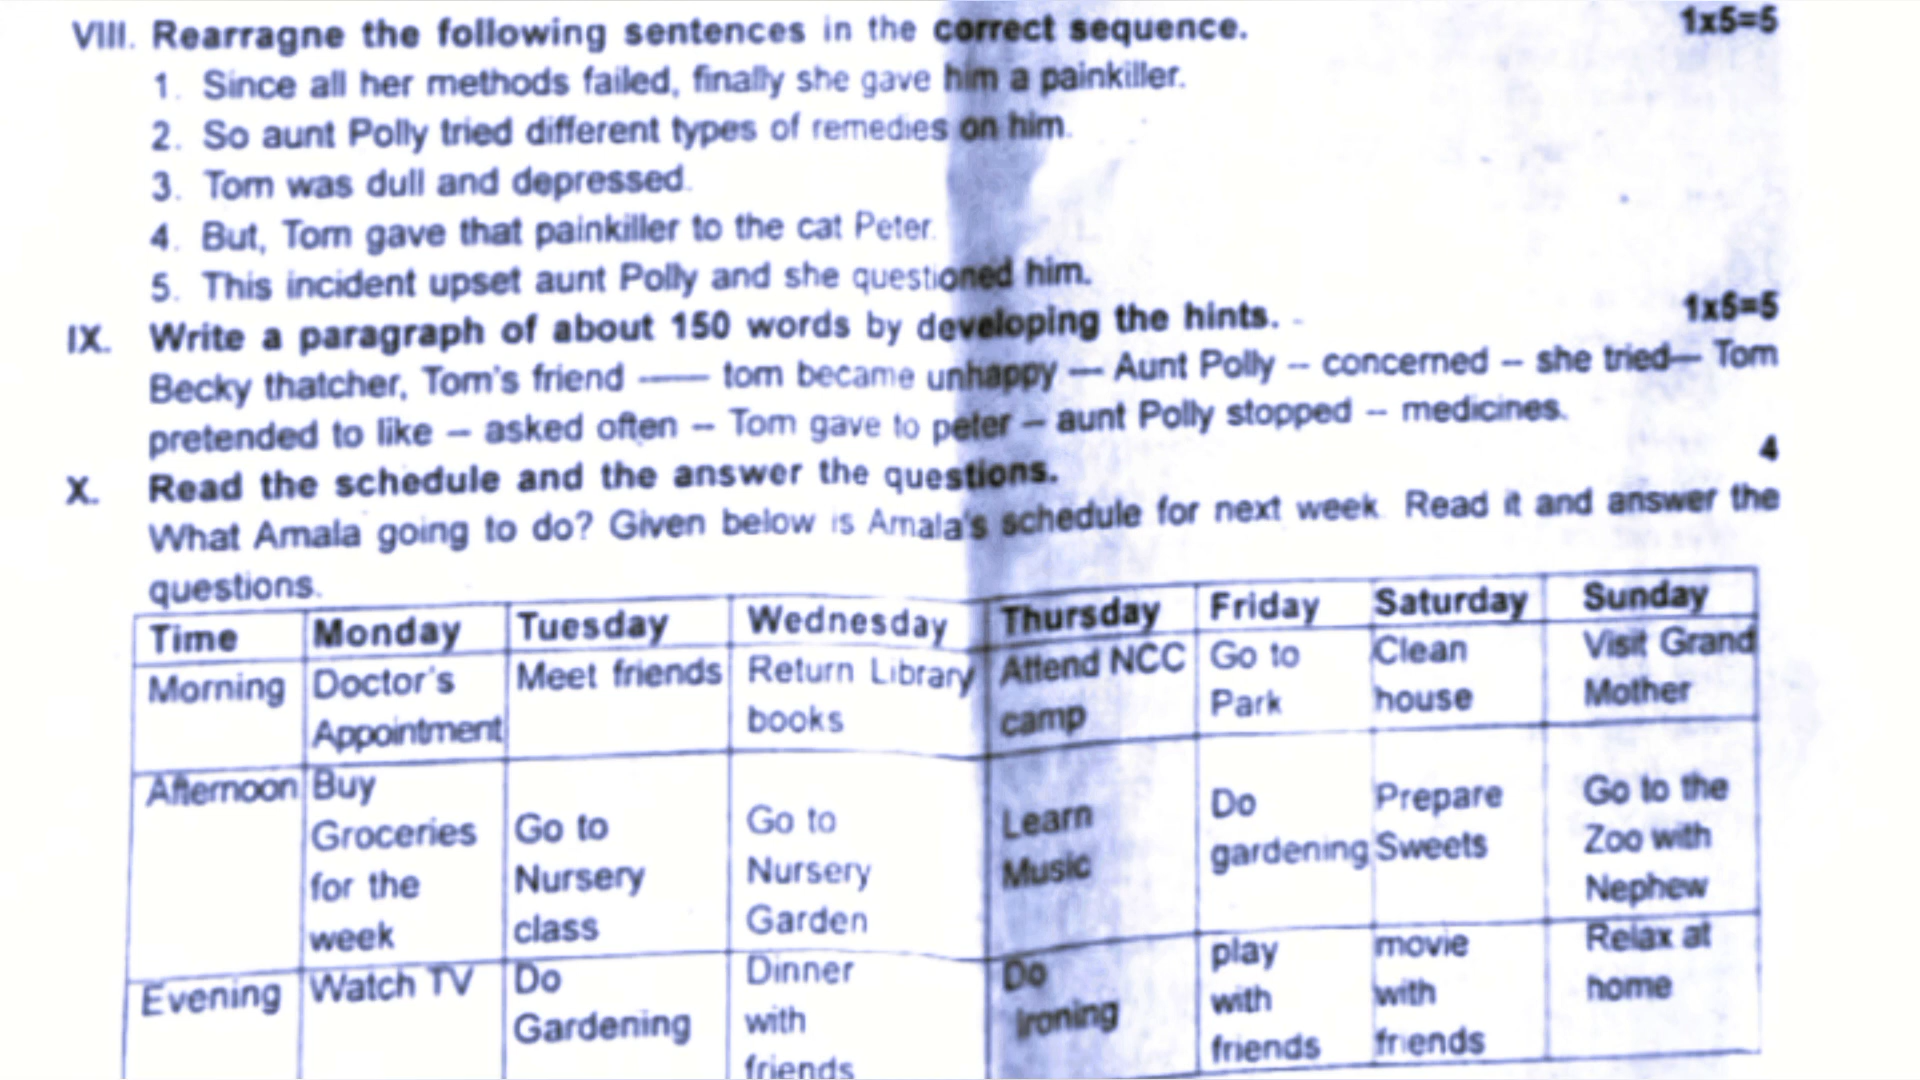 VIII. Rearragne the following sentences in the correct sequence. 1x5=5
1. Since all her methods failed, finally she gave him a painkiller.
2. So aunt Polly tried different types of remedies on him.
3. Tom was dull and depressed.
4. But, Tom gave that painkiller to the cat Peter.
5. This incident upset aunt Polly and she questioned him.
IX. Write a paragraph of about 150 words by developing the hints. - 1x5=5
Becky thatcher, Tom's friend —— tom became unhappy — Aunt Polly – concerned – she tried— Tom
pretended to like – asked often – Tom gave to peter – aunt Polly stopped – medicines.
X. Read the schedule and the answer the questions. 4
What Amala going to do? Given below is Amala's schedule for next week. Read it and answer the
questions.
Time Monday Tuesday Wednesday Thursday Friday Saturday Sunday
Morning Doctor's Meet friends Return Library Attend NCC Go to Clean Visit Grand
Appointment books camp Park house Mother
Afternoon Buy
Groceries Go to Go to Learn Do Prepare Go to the
for the Nursery Nursery Music gardening Sweets Zoo with
week class Garden Nephew
Evening Watch TV Do Dinner Do play movie Relax at
Gardening with Ironing with with home
friends friends friends